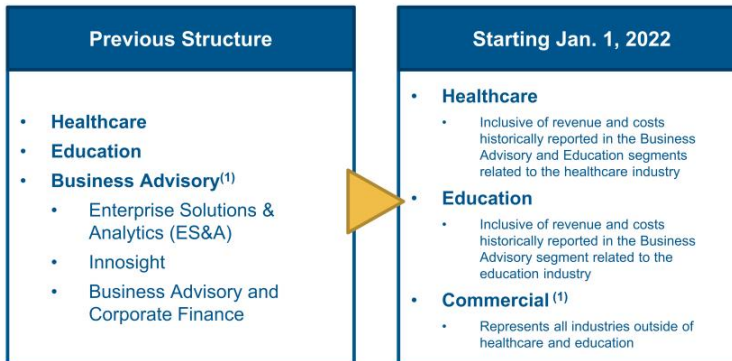 Previous Structure
• Healthcare
• Education
• Business Advisory(1)
• Enterprise Solutions &
Analytics (ES&A)
• Innosight
• Business Advisory and
Corporate Finance
Starting Jan. 1, 2022
• Healthcare
• Inclusive of revenue and costs
historically reported in the Business
Advisory and Education segments
related to the healthcare industry
• Education
• Inclusive of revenue and costs
historically reported in the Business
Advisory segment related to the
education industry
• Commercial (1)
• Represents all industries outside of
healthcare and education